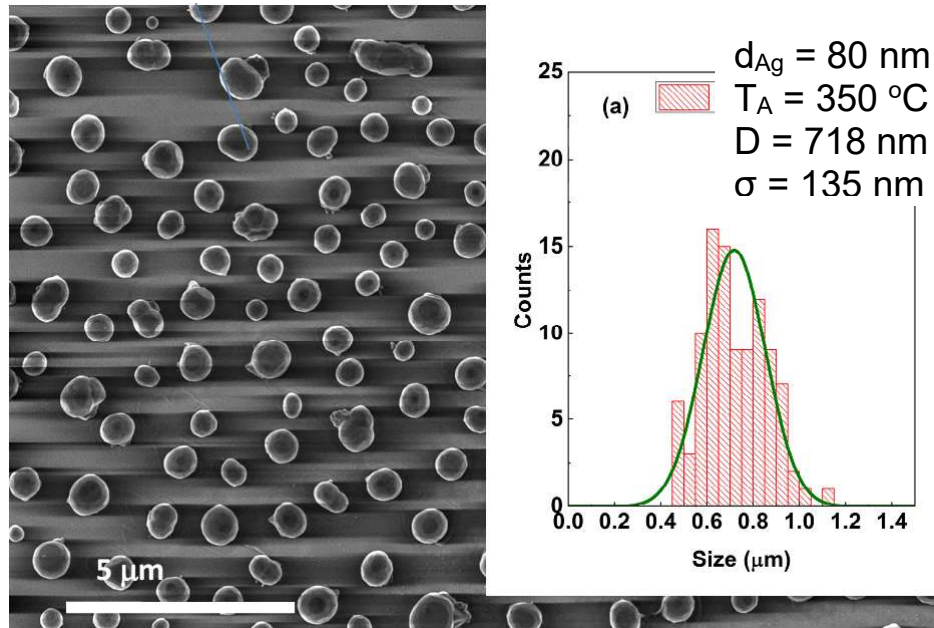 d_Ag = 80 nm
T_A = 350 °C
D = 718 nm
σ = 135 nm
(a)
25
20
15
10
5
0
Counts
0.0 0.2 0.4 0.6 0.8 1.0 1.2 1.4
Size (μm)
5 μm